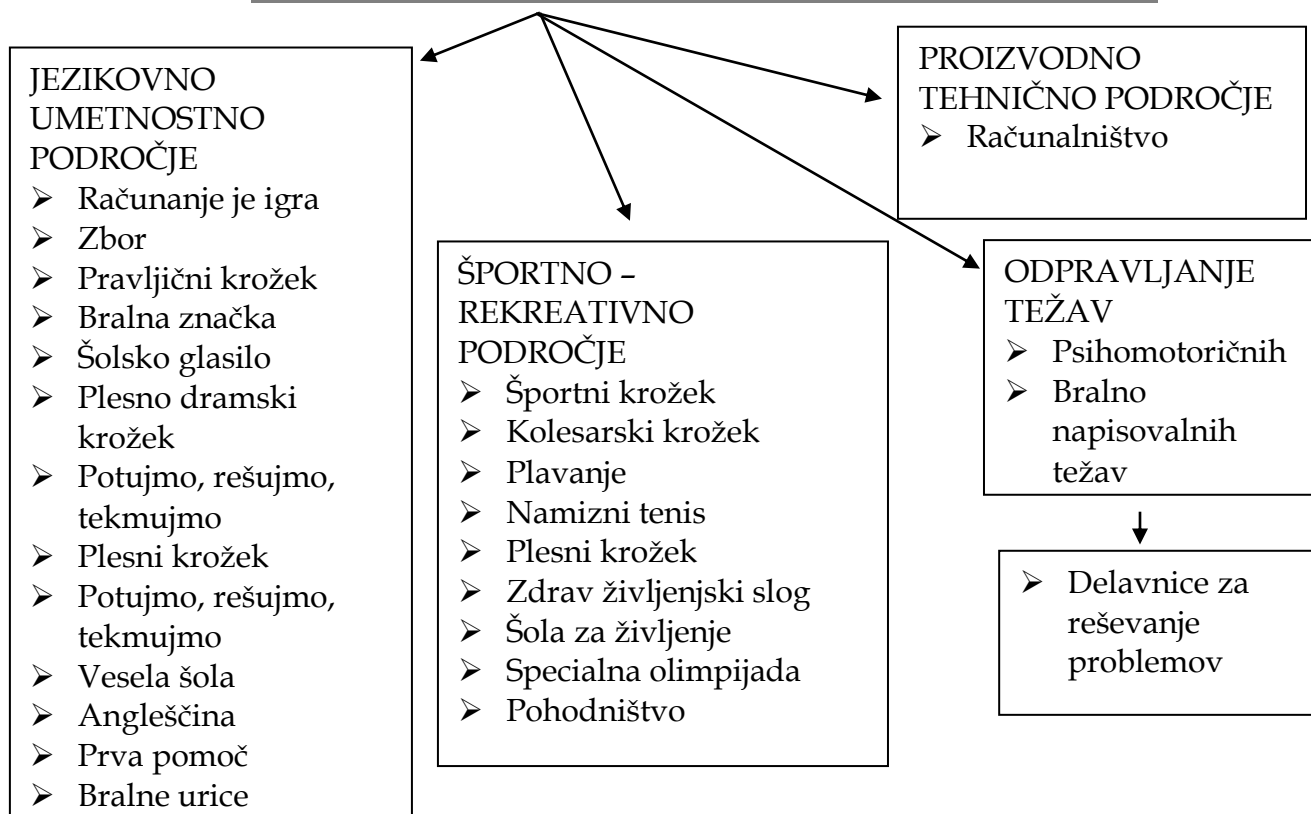 JEZIKOVNO
UMETNOSTNO
PODROČJE
➢ Računanje je igra
➢ Zbor
➢ Pravljični krožek
➢ Bralna značka
➢ Šolsko glasilo
➢ Plesno dramski
krožek
➢ Potujmo, rešujmo,
tekmujmo
➢ Plesni krožek
➢ Potujmo, rešujmo,
tekmujmo
➢ Vesela šola
➢ Angleščina
➢ Prva pomoč
➢ Bralne urice
ŠPORTNO –
REKREATIVNO
PODROČJE
➢ Športni krožek
➢ Kolesarski krožek
➢ Plavanje
➢ Namizni tenis
➢ Plesni krožek
➢ Zdrav življenjski slog
➢ Šola za življenje
➢ Specialna olimpijada
➢ Pohodništvo
PROIZVODNO
TEHNIČNO PODROČJE
➢ Računalništvo
ODPRAVLJANJE
TEŽAV
➢ Psihomotoričnih
➢ Bralno
napisovalnih
težav
➢ Delavnice za
reševanje
problemov